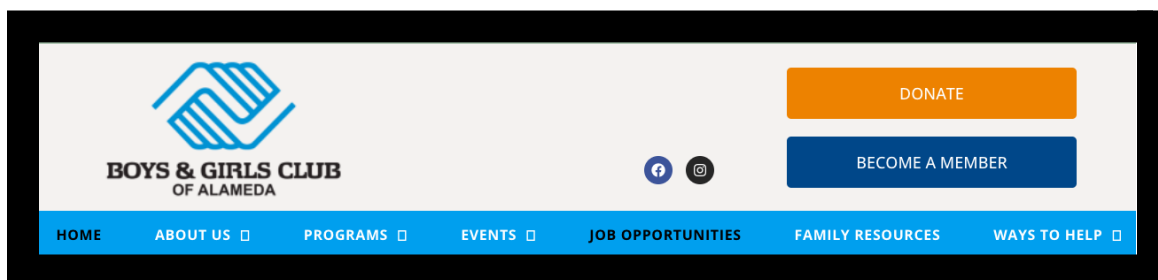 DONATE
BECOME A MEMBER
BOYS & GIRLS CLUB
OF ALAMEDA
HOME ABOUT US PROGRAMS EVENTS JOB OPPORTUNITIES FAMILY RESOURCES WAYS TO HELP